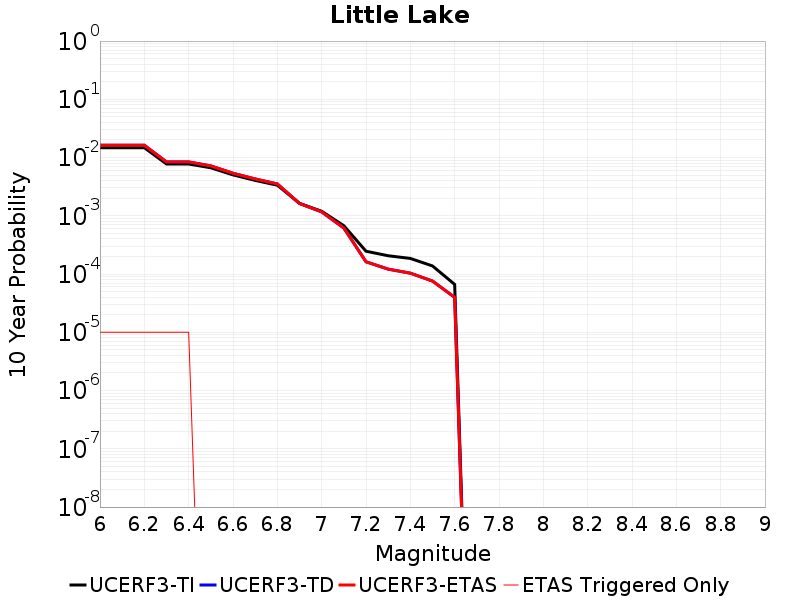 Little Lake
10 Year Probability
10^0
10^-1
10^-2
10^-3
10^-4
10^-5
10^-6
10^-7
10^-8
6 6.2 6.4 6.6 6.8 7 7.2 7.4 7.6 7.8 8 8.2 8.4 8.6 8.8 9
Magnitude
UCERF3-TI UCERF3-TD UCERF3-ETAS ETAS Triggered Only